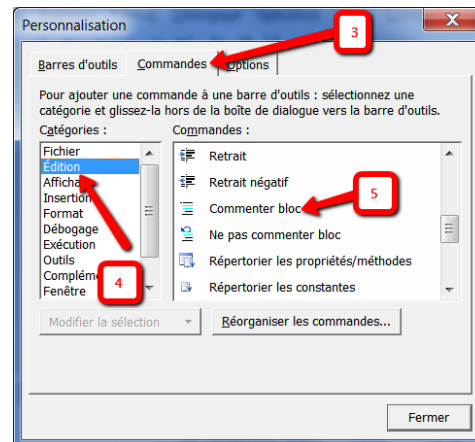 Personnalisation
3
Barres d'outils Commandes Options
Pour ajouter une commande à une barre d'outils : sélectionnez une
catégorie et glissez-la hors de la boîte de dialogue vers la barre d'outils.
Catégories :
Fichier
Édition
Affichage
Insertion
Format
Débogage
Exécution
Outils
Compléme
Fenêtre
4
Commandes :
Retrait
Retrait négatif
Commenter bloc
5
Ne pas commenter bloc
Répertorier les propriétés/méthodes
Répertorier les constantes
Modifier la sélection
Réorganiser les commandes...
Fermer